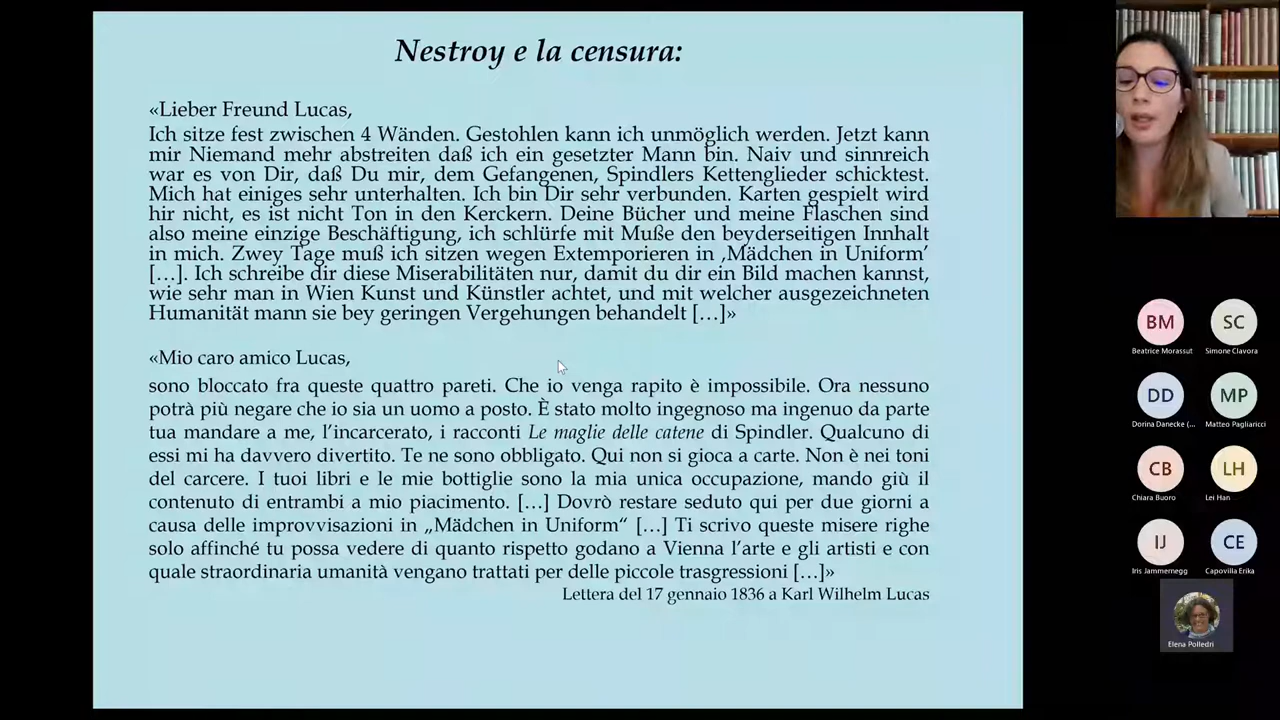 Nestroy e la censura:
«Lieber Freund Lucas,
Ich sitze fest zwischen 4 Wänden. Gestohlen kann ich unmöglich werden. Jetzt kann
mir Niemand mehr abstreiten daß ich ein gesetzter Mann bin. Naiv und sinnreich
war es von Dir, daß Du mir, dem Gefangenen, Spindlers Kettenglieder schicktest.
Mich hat einiges sehr unterhalten. Ich bin Dir sehr verbunden. Karten gespielt wird
hir nicht, es ist nicht Ton in den Kerckern. Deine Bücher und meine Flaschen sind
also meine einzige Beschäftigung, ich schlürfe mit Muße den beyderseitigen Innhalt
in mich. Zwey Tage muß ich sitzen wegen Extemporieren in ‚Mädchen in Uniform'
[…]. Ich schreibe dir diese Miserabilitäten nur, damit du dir ein Bild machen kannst,
wie sehr man in Wien Kunst und Künstler achtet, und mit welcher ausgezeichneten
Humanität mann sie bey geringen Vergehungen behandelt […]»
«Mio caro amico Lucas,
sono bloccato fra queste quattro pareti. Che io venga rapito è impossibile. Ora nessuno
potrà più negare che io sia un uomo a posto. È stato molto ingegnoso ma ingenuo da parte
tua mandare a me, l'incarcerato, i racconti Le maglie delle catene di Spindler. Qualcuno di
essi mi ha davvero divertito. Te ne sono obbligato. Qui non si gioca a carte. Non è nei toni
del carcere. I tuoi libri e le mie bottiglie sono la mia unica occupazione, mando giù il
contenuto di entrambi a mio piacimento. […] Dovrò restare seduto qui per due giorni a
causa delle improvvisazioni in „Mädchen in Uniform“ […] Ti scrivo queste misere righe
solo affinché tu possa vedere di quanto rispetto godano a Vienna l'arte e gli artisti e con
quale straordinaria umanità vengano trattati per delle piccole trasgressioni […]»
Lettera del 17 gennaio 1836 a Karl Wilhelm Lucas
BM
SC
Beatrice Morassut
Simone Clavora
DD
MP
Dorina Danecke (...
Matteo Pagliaricci
CB
LH
Chiara Buoro
Lei Han
IJ
CE
Iris Jammernegg
Capovilla Erika
Elena Polledri